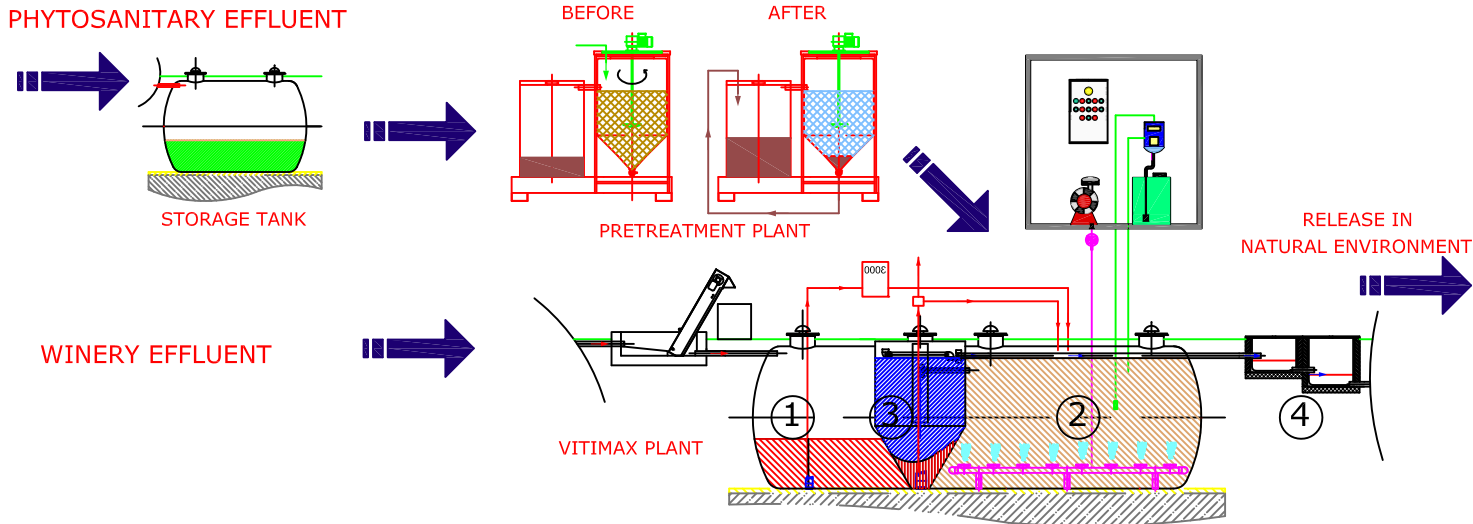 PHYTOSANITARY EFFLUENT
BEFORE
AFTER
STORAGE TANK
PRETREATMENT PLANT
RELEASE IN
NATURAL ENVIRONMENT
3000
WINERY EFFLUENT
VITIMAX PLANT
1
3
2
4